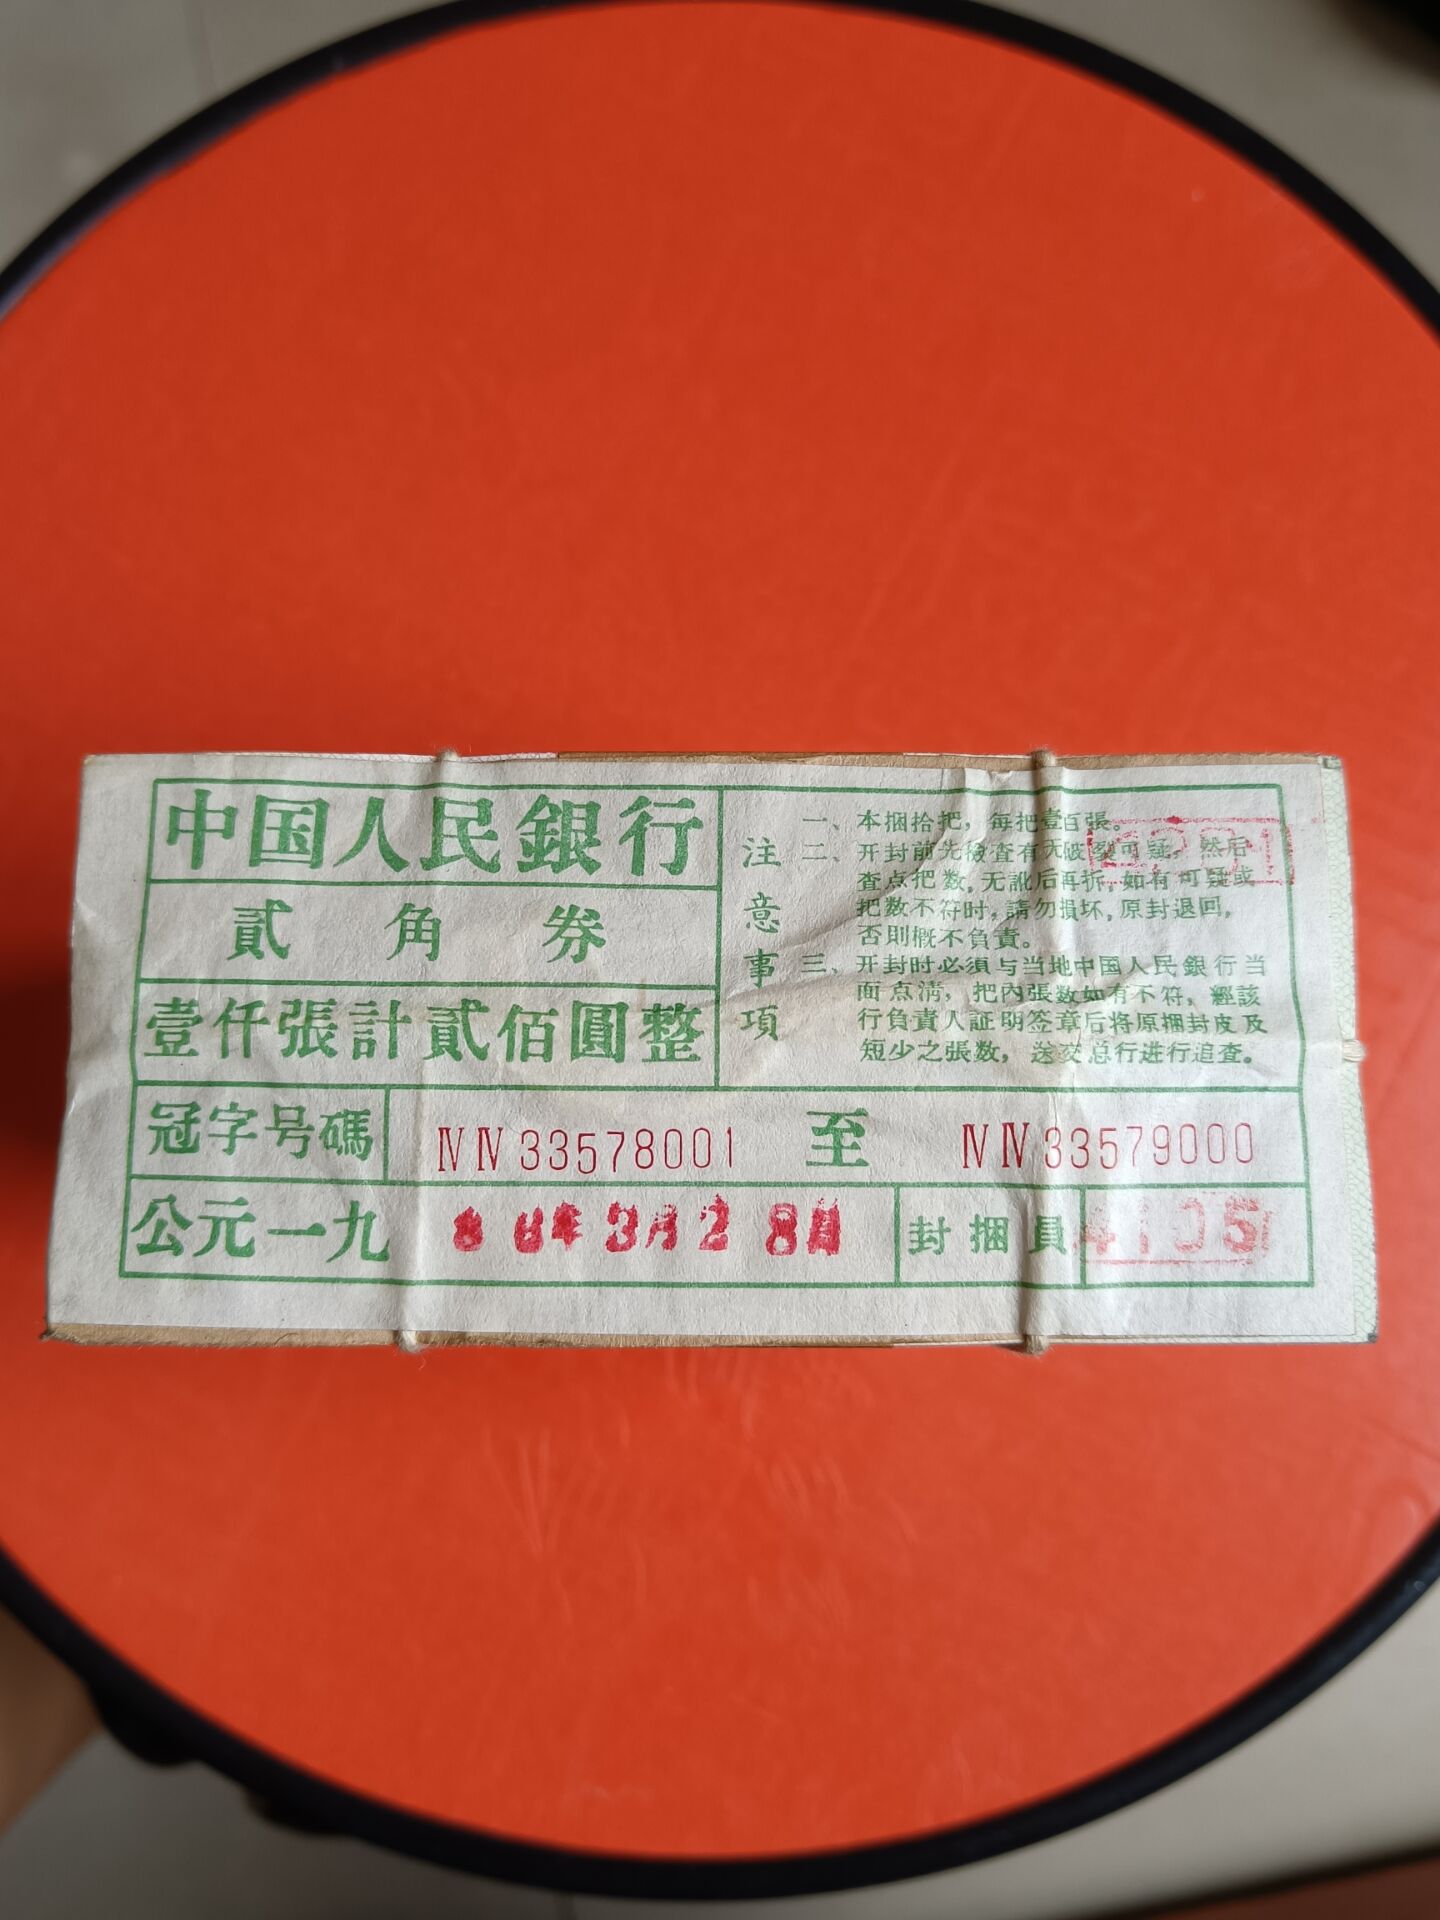 中国人民銀行
貳角券
壹仟張計貳佰圓整
注意事項
一、本捆拾把，每把壹百張。
二、开封前先檢查有无破裂可疑，然后
查点把数，无訛后再拆，如有可疑或
把数不符时，請勿損坏，原封退回，
否則概不負責。
三、开封时必須与当地中国人民銀行当
面点淸，把內張数如有不符，經該
行負責人証明签章后将原捆封皮及
短少之張数，送交总行进行追查。
冠字号碼 ⅣⅣ33578001 至 ⅣⅣ33579000
公元一九86年3月28日 封捆員 4105